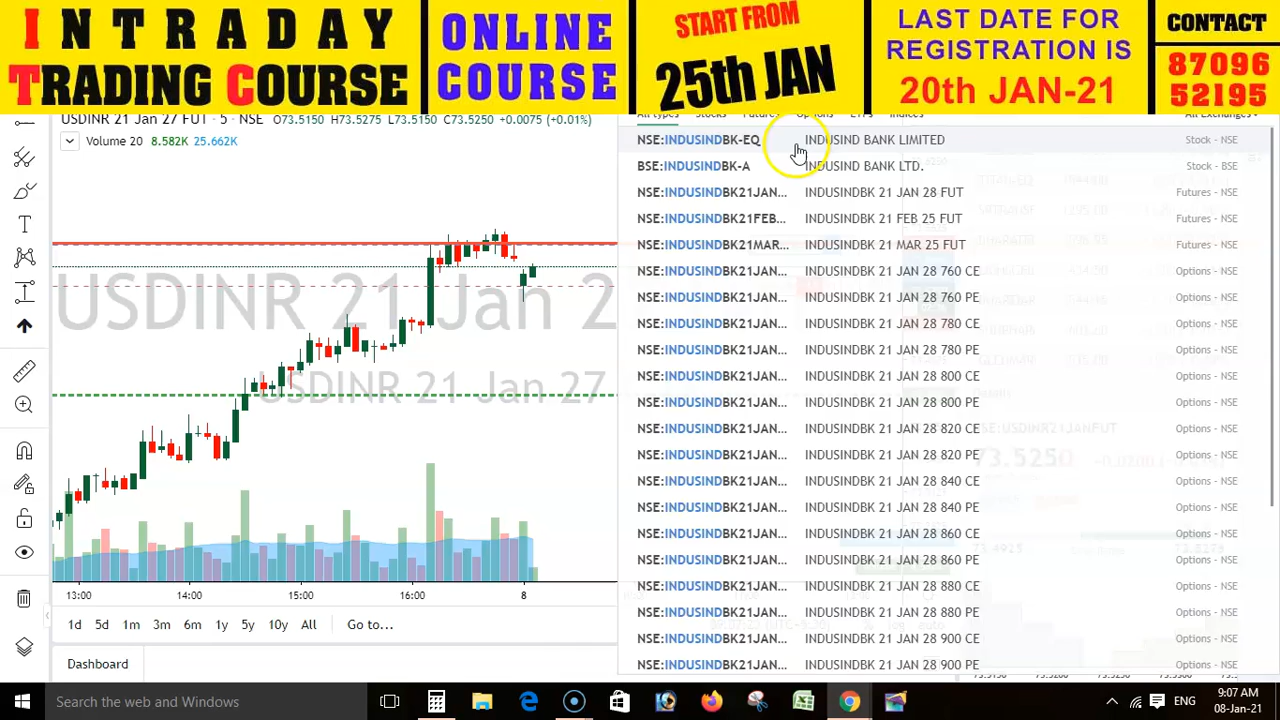 INTRADAY
TRADING COURSE
ONLINE
COURSE
START FROM
25th JAN
LAST DATE FOR
REGISTRATION IS
20th JAN-21
CONTACT
87096
52195
USDINR 21 Jan 27 FUT · 5 · NSE O73.5150 H73.5275 L73.5150 C73.5250 +0.0075 (+0.01%)
Volume 20 8.582K 25.662K
All types Stocks Futures Options ETFs Indices All Exchanges
NSE:INDUSINDBK-EQ INDUSIND BANK LIMITED Stock - NSE
BSE:INDUSINDBK-A INDUSIND BANK LTD. Stock - BSE
NSE:INDUSINDBK21JAN... INDUSINDBK 21 JAN 28 FUT Futures - NSE
NSE:INDUSINDBK21FEB... INDUSINDBK 21 FEB 25 FUT Futures - NSE
NSE:INDUSINDBK21MAR... INDUSINDBK 21 MAR 25 FUT Futures - NSE
NSE:INDUSINDBK21JAN... INDUSINDBK 21 JAN 28 760 CE Options - NSE
NSE:INDUSINDBK21JAN... INDUSINDBK 21 JAN 28 760 PE Options - NSE
NSE:INDUSINDBK21JAN... INDUSINDBK 21 JAN 28 780 CE Options - NSE
NSE:INDUSINDBK21JAN... INDUSINDBK 21 JAN 28 780 PE Options - NSE
NSE:INDUSINDBK21JAN... INDUSINDBK 21 JAN 28 800 CE Options - NSE
NSE:INDUSINDBK21JAN... INDUSINDBK 21 JAN 28 800 PE Options - NSE
NSE:INDUSINDBK21JAN... INDUSINDBK 21 JAN 28 820 CE Options - NSE
NSE:INDUSINDBK21JAN... INDUSINDBK 21 JAN 28 820 PE Options - NSE
NSE:INDUSINDBK21JAN... INDUSINDBK 21 JAN 28 840 CE Options - NSE
NSE:INDUSINDBK21JAN... INDUSINDBK 21 JAN 28 840 PE Options - NSE
NSE:INDUSINDBK21JAN... INDUSINDBK 21 JAN 28 860 CE Options - NSE
NSE:INDUSINDBK21JAN... INDUSINDBK 21 JAN 28 860 PE Options - NSE
NSE:INDUSINDBK21JAN... INDUSINDBK 21 JAN 28 880 CE Options - NSE
NSE:INDUSINDBK21JAN... INDUSINDBK 21 JAN 28 880 PE Options - NSE
NSE:INDUSINDBK21JAN... INDUSINDBK 21 JAN 28 900 CE Options - NSE
NSE:INDUSINDBK21JAN... INDUSINDBK 21 JAN 28 900 PE Options - NSE
USDINR 21 Jan 2
USDINR 21 Jan 27
NSE:USDINR21JANFUT
73.5250
73.4925
13:00 14:00 15:00 16:00 8
1d 5d 1m 3m 6m 1y 5y 10y All Go to...
Dashboard
Search the web and Windows
ENG
9:07 AM
08-Jan-21